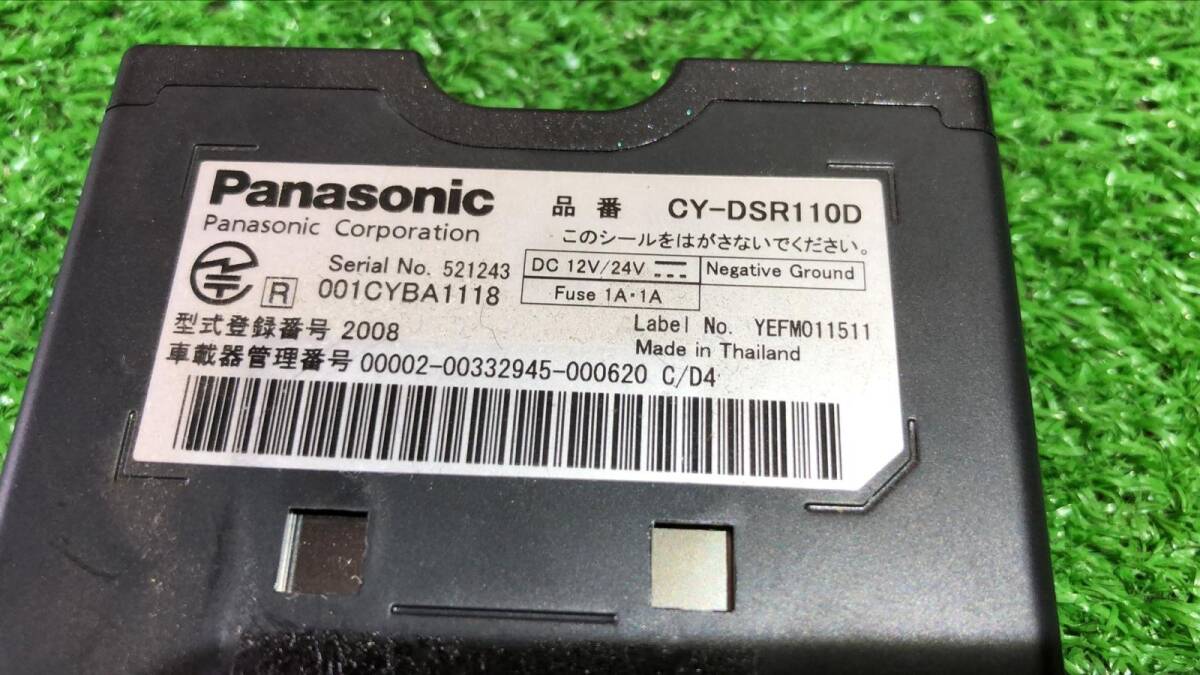 Panasonic
Panasonic Corporation
品番 CY-DSR110D
このシールをはがさないでください。
Serial No. 521243
DC 12V/24V
Negative Ground
R 001CYBA1118
Fuse 1A・1A
型式登録番号 2008
Label No. YEFM011511
Made in Thailand
車載器管理番号 00002-00332945-000620 C/D4